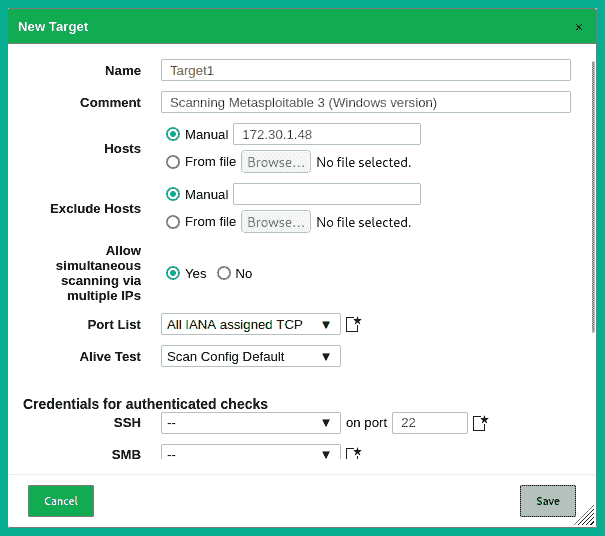 New Target ×
Name Target1
Comment Scanning Metasploitable 3 (Windows version)
Hosts Manual 172.30.1.48
From file Browse... No file selected.
Exclude Hosts Manual
From file Browse... No file selected.
Allow
simultaneous
scanning via
multiple IPs
Yes No
Port List All IANA assigned TCP ▼
Alive Test Scan Config Default ▼
Credentials for authenticated checks
SSH -- ▼ on port 22
SMB -- ▼
Cancel Save